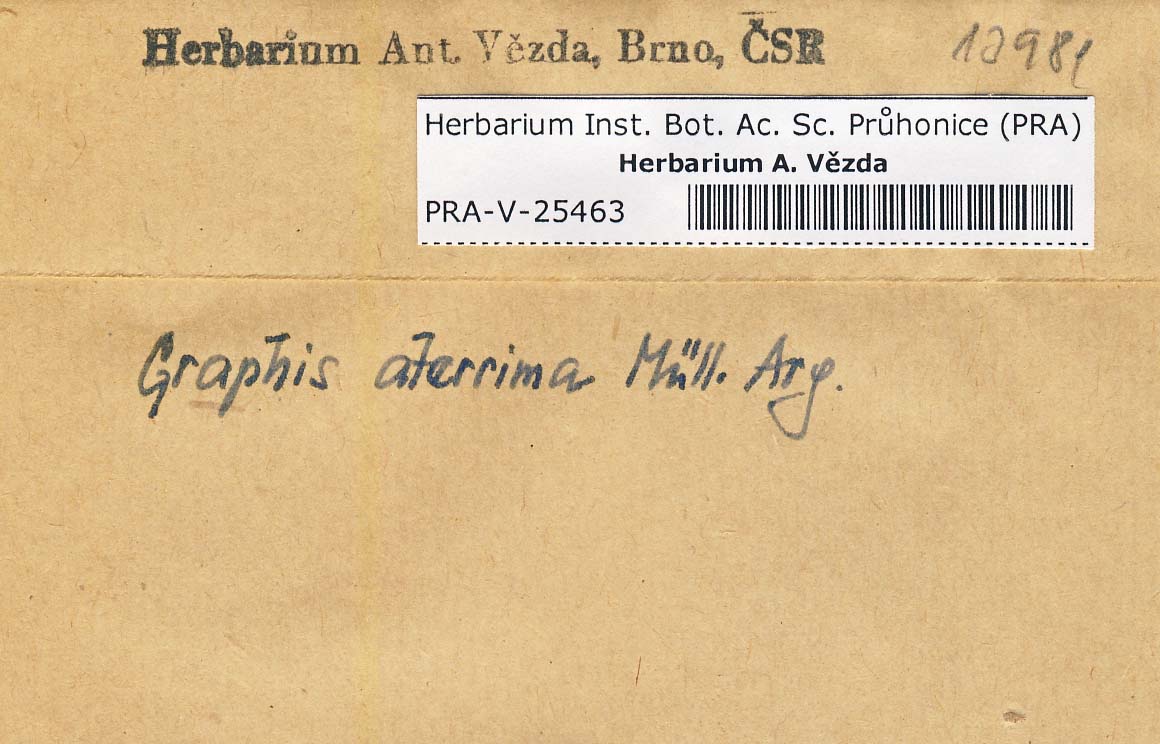 Herbarium Ant. Vězda, Brno, ČSR
Herbarium Inst. Bot. Ac. Sc. Průhonice (PRA)
Herbarium A. Vězda
PRA-V-25463
Graphis aterrima Müll. Arg.